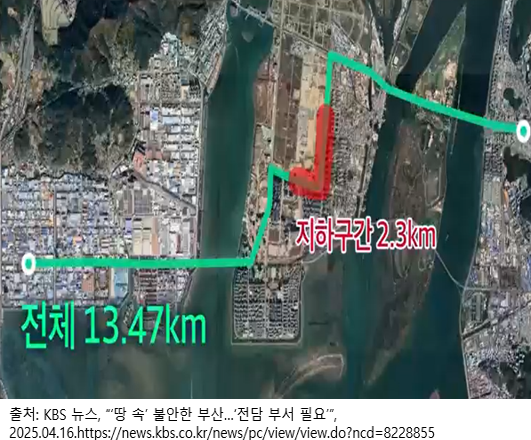 지하구간 2.3km
전체 13.47km
출처: KBS 뉴스, “‘땅 속’ 불안한 부산...‘전담 부서 필요’”,
2025.04.16.https://news.kbs.co.kr/news/pc/view/view.do?ncd=8228855